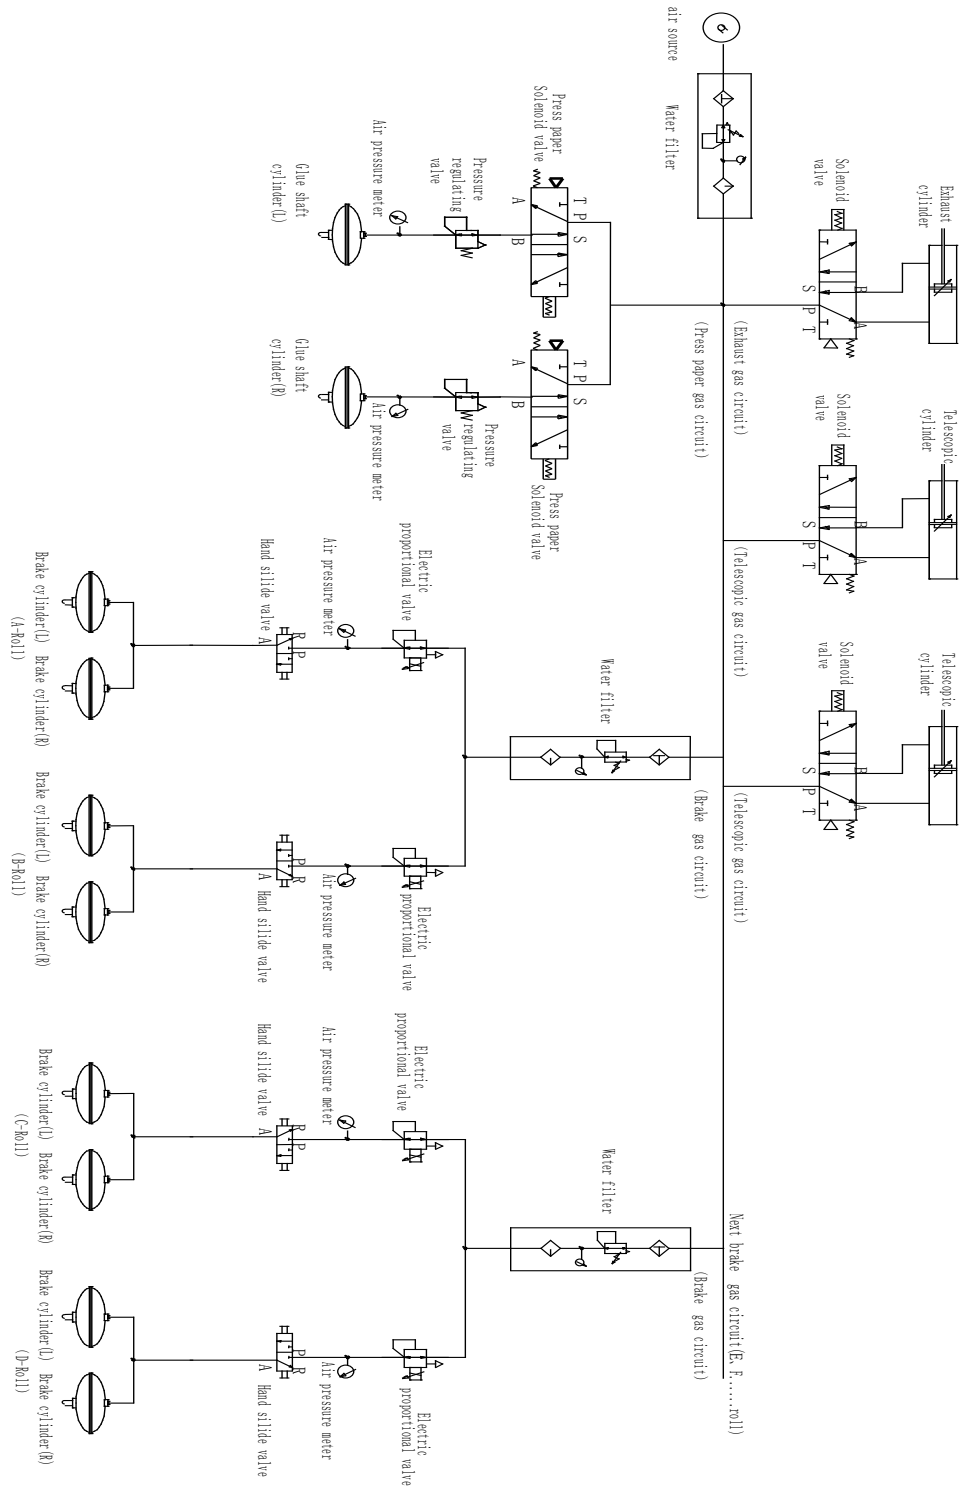 Exhaust
cylinder
Telescopic
cylinder
Telescopic
cylinder
Solenoid
valve
B
A
S
P
T
Solenoid
valve
B
A
S
P
T
Solenoid
valve
B
A
S
P
T
air source
Water filter
(Exhaust gas circuit)
(Press paper gas circuit)
(Telescopic gas circuit)
(Telescopic gas circuit)
(Brake gas circuit)
Next brake gas circuit(E、F.....roll)
(Brake gas circuit)
Press paper
Solenoid valve
T P S
A B
Press paper
Solenoid valve
T P S
A B
Water filter
Water filter
Pressure
regulating
valve
Pressure
regulating
valve
Air pressure meter
Air pressure meter
Glue shaft
cylinder(L)
Glue shaft
cylinder(R)
Electric
proportional valve
Electric
proportional valve
Electric
proportional valve
Electric
proportional valve
Air pressure meter
Air pressure meter
Air pressure meter
Air pressure meter
Hand silide valve
R P
A
P R
A
Hand silide valve
Hand silide valve
R P
A
P R
A
Hand silide valve
Brake cylinder(L)
Brake cylinder(R)
(A-Roll)
Brake cylinder(L)
Brake cylinder(R)
(B-Roll)
Brake cylinder(L)
Brake cylinder(R)
(C-Roll)
Brake cylinder(L)
Brake cylinder(R)
(D-Roll)